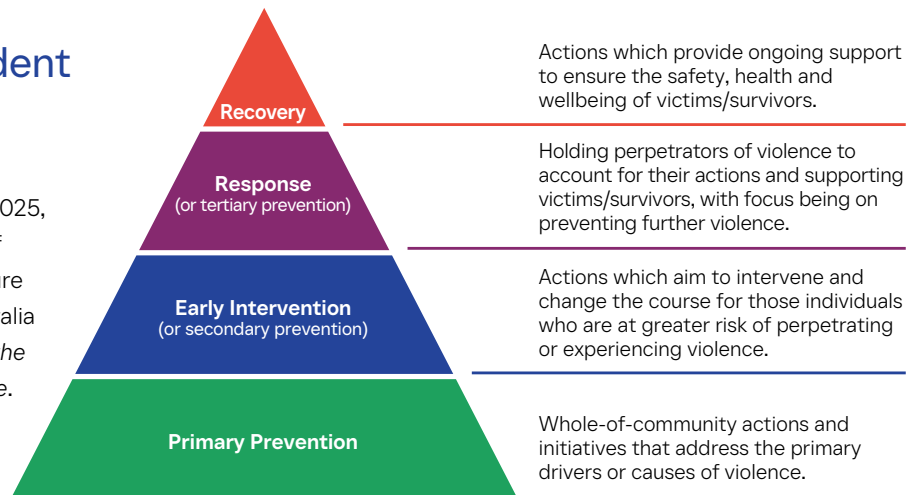 dent
025,
re
alia
he
e.
Recovery
Actions which provide ongoing support
to ensure the safety, health and
wellbeing of victims/survivors.
Response
(or tertiary prevention)
Holding perpetrators of violence to
account for their actions and supporting
victims/survivors, with focus being on
preventing further violence.
Early Intervention
(or secondary prevention)
Actions which aim to intervene and
change the course for those individuals
who are at greater risk of perpetrating
or experiencing violence.
Primary Prevention
Whole-of-community actions and
initiatives that address the primary
drivers or causes of violence.